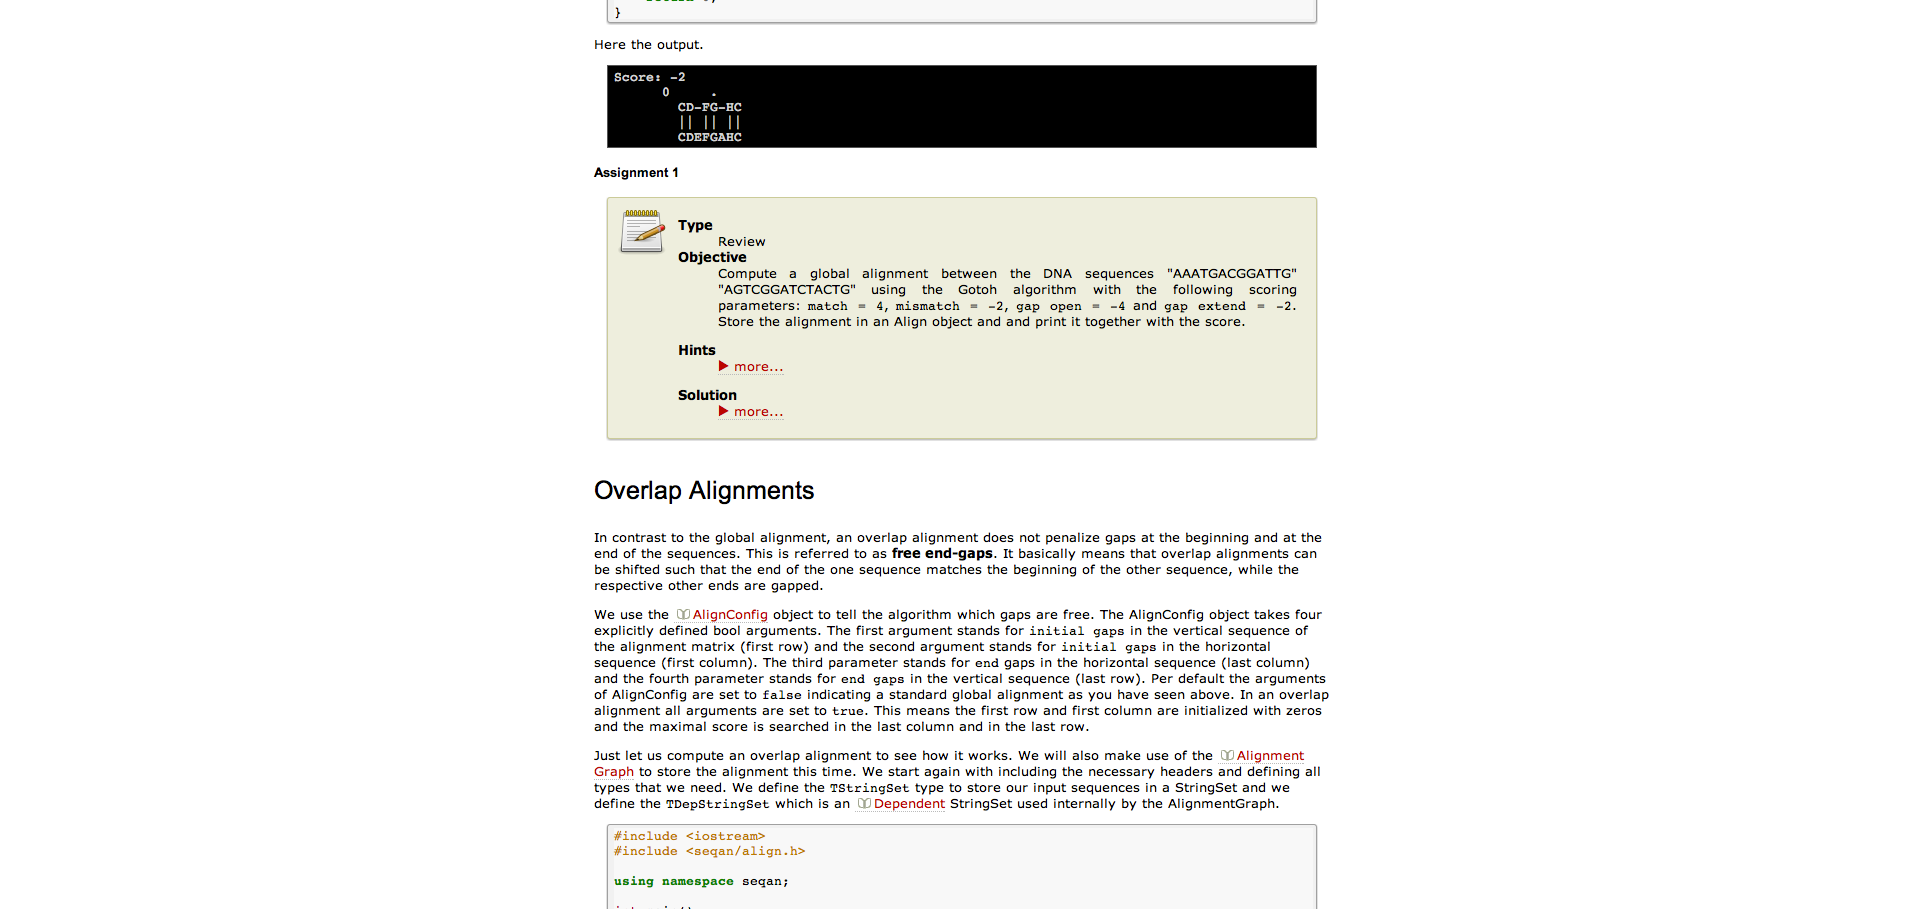 }
Here the output.
Score: -2
0 .
CD-FG-HC
|| || ||
CDEFGAHC
Assignment 1
Type
Review
Objective
Compute a global alignment between the DNA sequences "AAATGACGGATTG"
"AGTCGGATCTACTG" using the Gotoh algorithm with the following scoring
parameters: match = 4, mismatch = -2, gap open = -4 and gap extend = -2.
Store the alignment in an Align object and and print it together with the score.
Hints
more...
Solution
more...
Overlap Alignments
In contrast to the global alignment, an overlap alignment does not penalize gaps at the beginning and at the
end of the sequences. This is referred to as free end-gaps. It basically means that overlap alignments can
be shifted such that the end of the one sequence matches the beginning of the other sequence, while the
respective other ends are gapped.
We use the AlignConfig object to tell the algorithm which gaps are free. The AlignConfig object takes four
explicitly defined bool arguments. The first argument stands for initial gaps in the vertical sequence of
the alignment matrix (first row) and the second argument stands for initial gaps in the horizontal
sequence (first column). The third parameter stands for end gaps in the horizontal sequence (last column)
and the fourth parameter stands for end gaps in the vertical sequence (last row). Per default the arguments
of AlignConfig are set to false indicating a standard global alignment as you have seen above. In an overlap
alignment all arguments are set to true. This means the first row and first column are initialized with zeros
and the maximal score is searched in the last column and in the last row.
Just let us compute an overlap alignment to see how it works. We will also make use of the Alignment
Graph to store the alignment this time. We start again with including the necessary headers and defining all
types that we need. We define the TStringSet type to store our input sequences in a StringSet and we
define the TDepStringSet which is an Dependent StringSet used internally by the AlignmentGraph.
#include <iostream>
#include <seqan/align.h>
using namespace seqan;